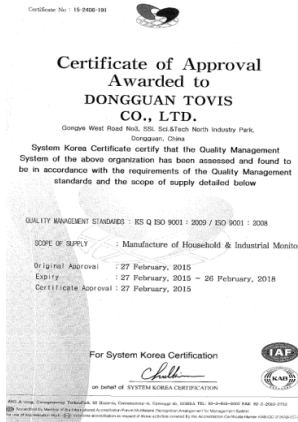 Certificate No : 15-2400-191
Certificate of Approval
Awarded to
DONGGUAN TOVIS
CO., LTD.
Gongye West Road No3, SSL Sci.&Tech North Industry Park,
Dongguan, China
System Korea Certificate certify that the Quality Management
System of the above organization has been assessed and found to
be in accordance with the requirements of the Quality Management
standards and the scope of supply detailed below
QUALITY MANAGEMENT STANDARDS : KS Q ISO 9001 : 2009 / ISO 9001 : 2008
SCOPE OF SUPPLY : Manufacture of Household & Industrial Monito
Original Approval : 27 February, 2015
Expiry : 27 February, 2015 ~ 26 February, 2018
Certificate Approval : 27 February, 2015
For System Korea Certification
on behalf of SYSTEM KOREA CERTIFICATION
IAF
KAB